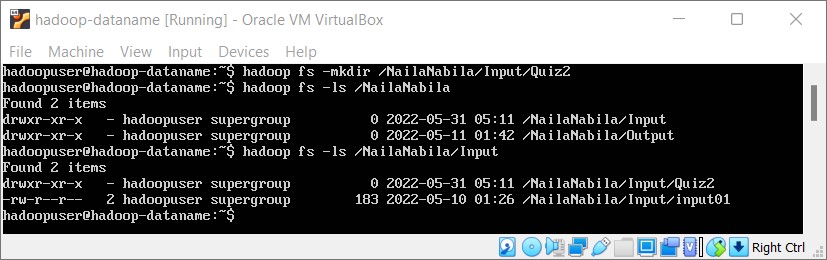 hadoop-dataname [Running] - Oracle VM VirtualBox
File Machine View Input Devices Help
hadoopuser@hadoop-dataname:~$ hadoop fs -mkdir /NailaNabila/Input/Quiz2
hadoopuser@hadoop-dataname:~$ hadoop fs -ls /NailaNabila
Found 2 items
drwxr-xr-x   - hadoopuser supergroup          0 2022-05-31 05:11 /NailaNabila/Input
drwxr-xr-x   - hadoopuser supergroup          0 2022-05-11 01:42 /NailaNabila/Output
hadoopuser@hadoop-dataname:~$ hadoop fs -ls /NailaNabila/Input
Found 2 items
drwxr-xr-x   - hadoopuser supergroup          0 2022-05-31 05:11 /NailaNabila/Input/Quiz2
-rw-r--r--   2 hadoopuser supergroup        183 2022-05-10 01:26 /NailaNabila/Input/input01
hadoopuser@hadoop-dataname:~$
Right Ctrl